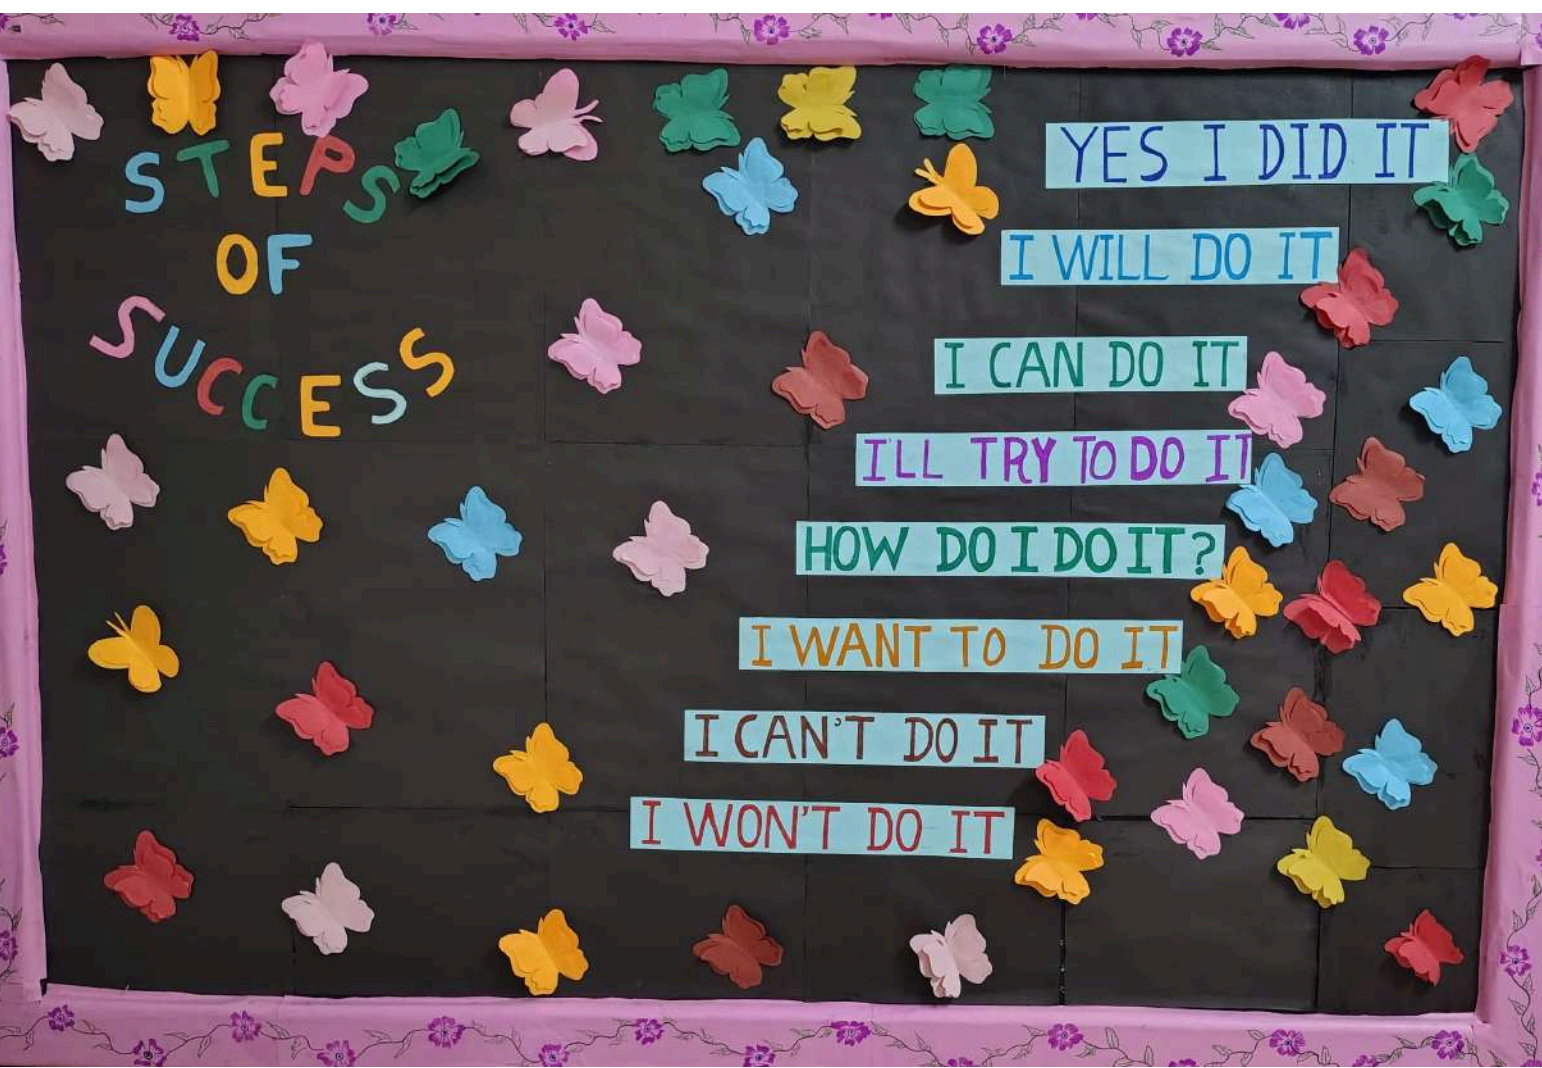 STEPS
OF
SUCCESS
YES I DID IT
I WILL DO IT
I CAN DO IT
I'LL TRY TO DO IT
HOW DO I DO IT?
I WANT TO DO IT
I CAN'T DO IT
I WON'T DO IT